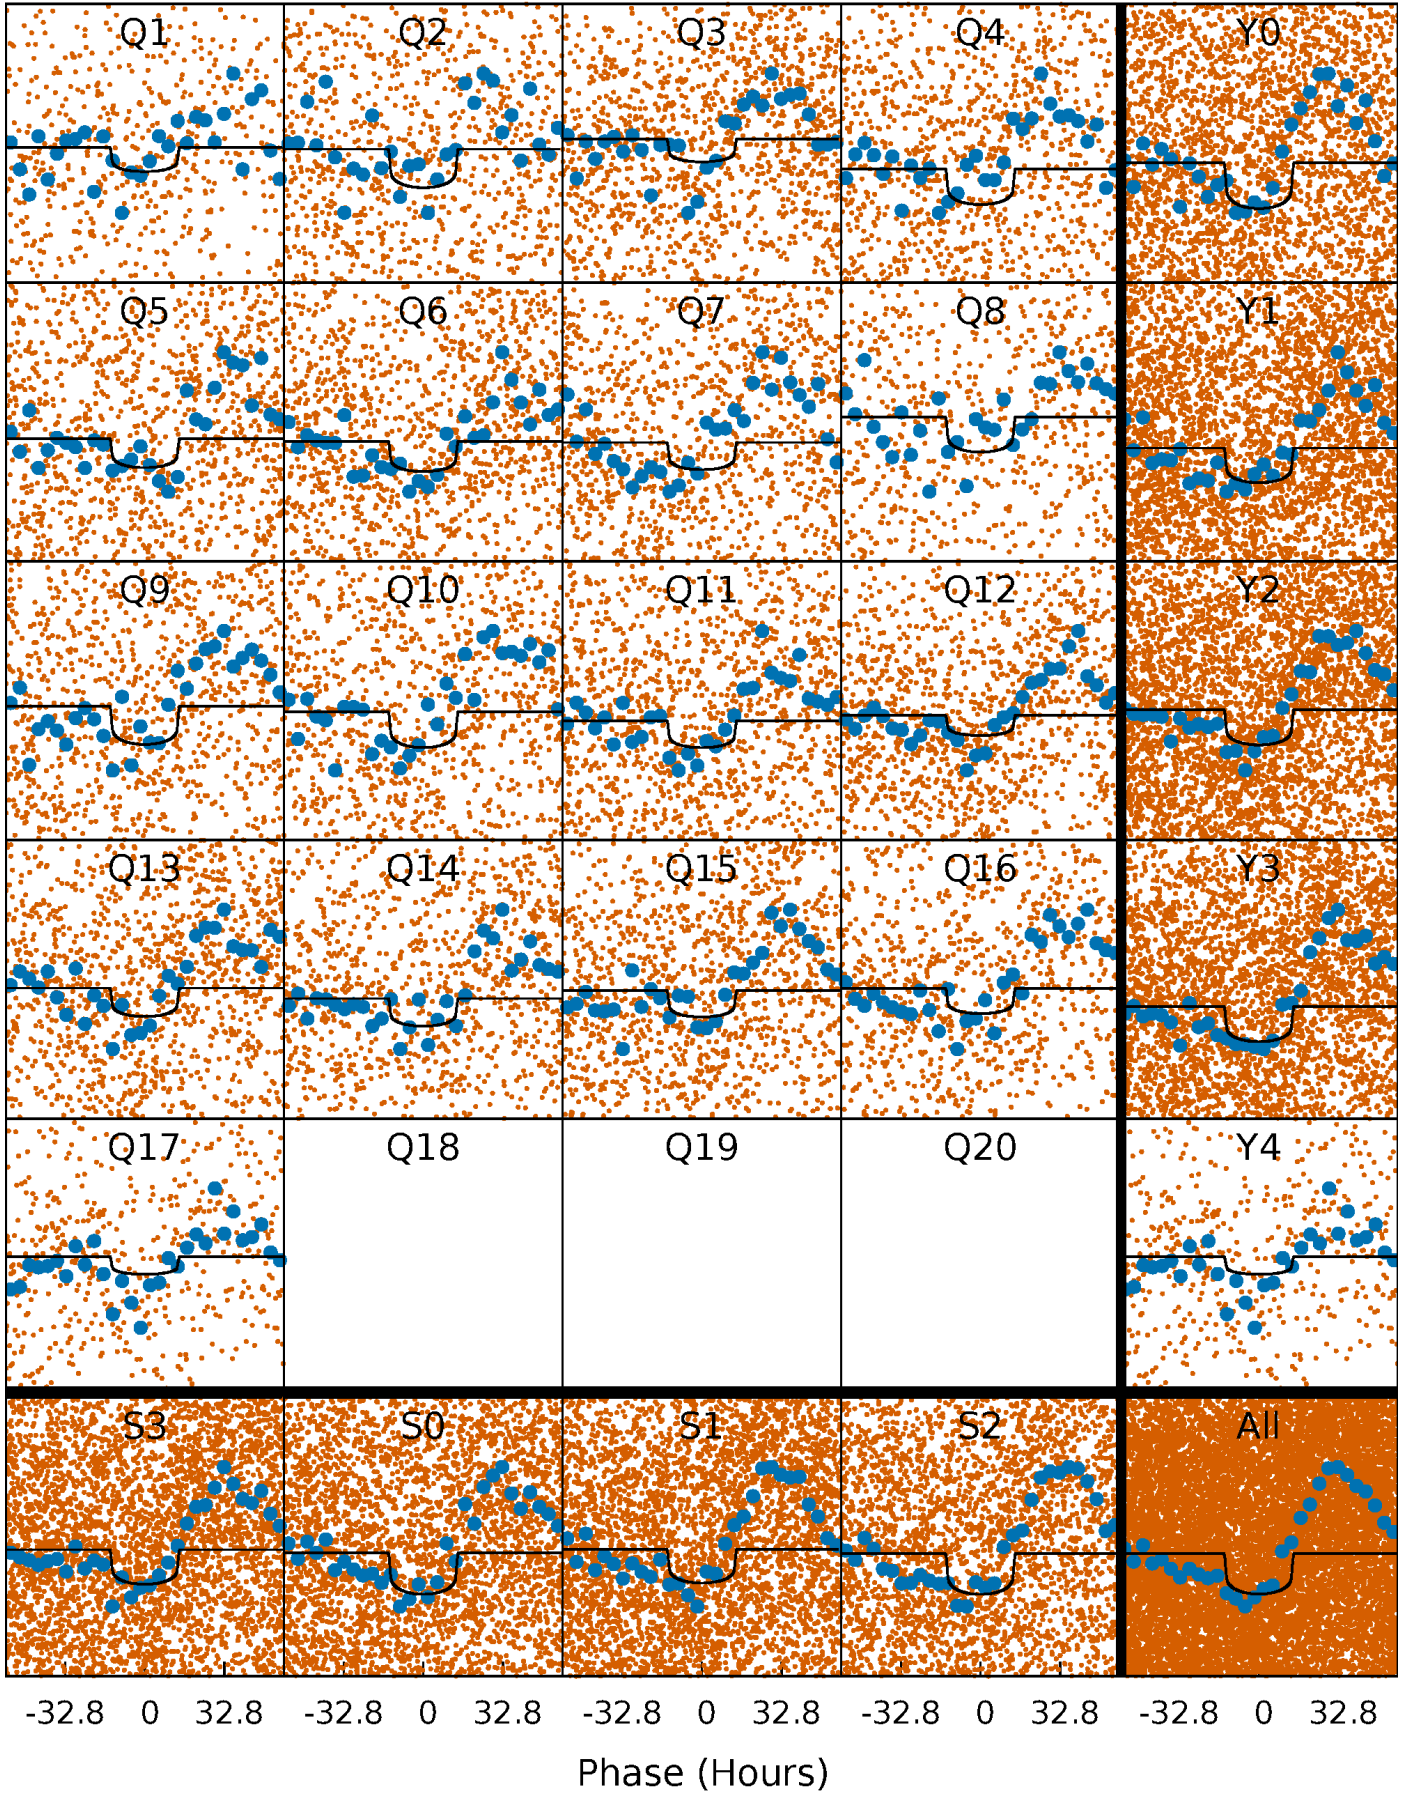 Q1 Q2 Q3 Q4 Y0
Q5 Q6 Q7 Q8 Y1
Q9 Q10 Q11 Q12 Y2
Q13 Q14 Q15 Q16 Y3
Q17 Q18 Q19 Q20 Y4
S3 S0 S1 S2 All
-32.8 0 32.8 -32.8 0 32.8 -32.8 0 32.8 -32.8 0 32.8 -32.8 0 32.8
Phase (Hours)